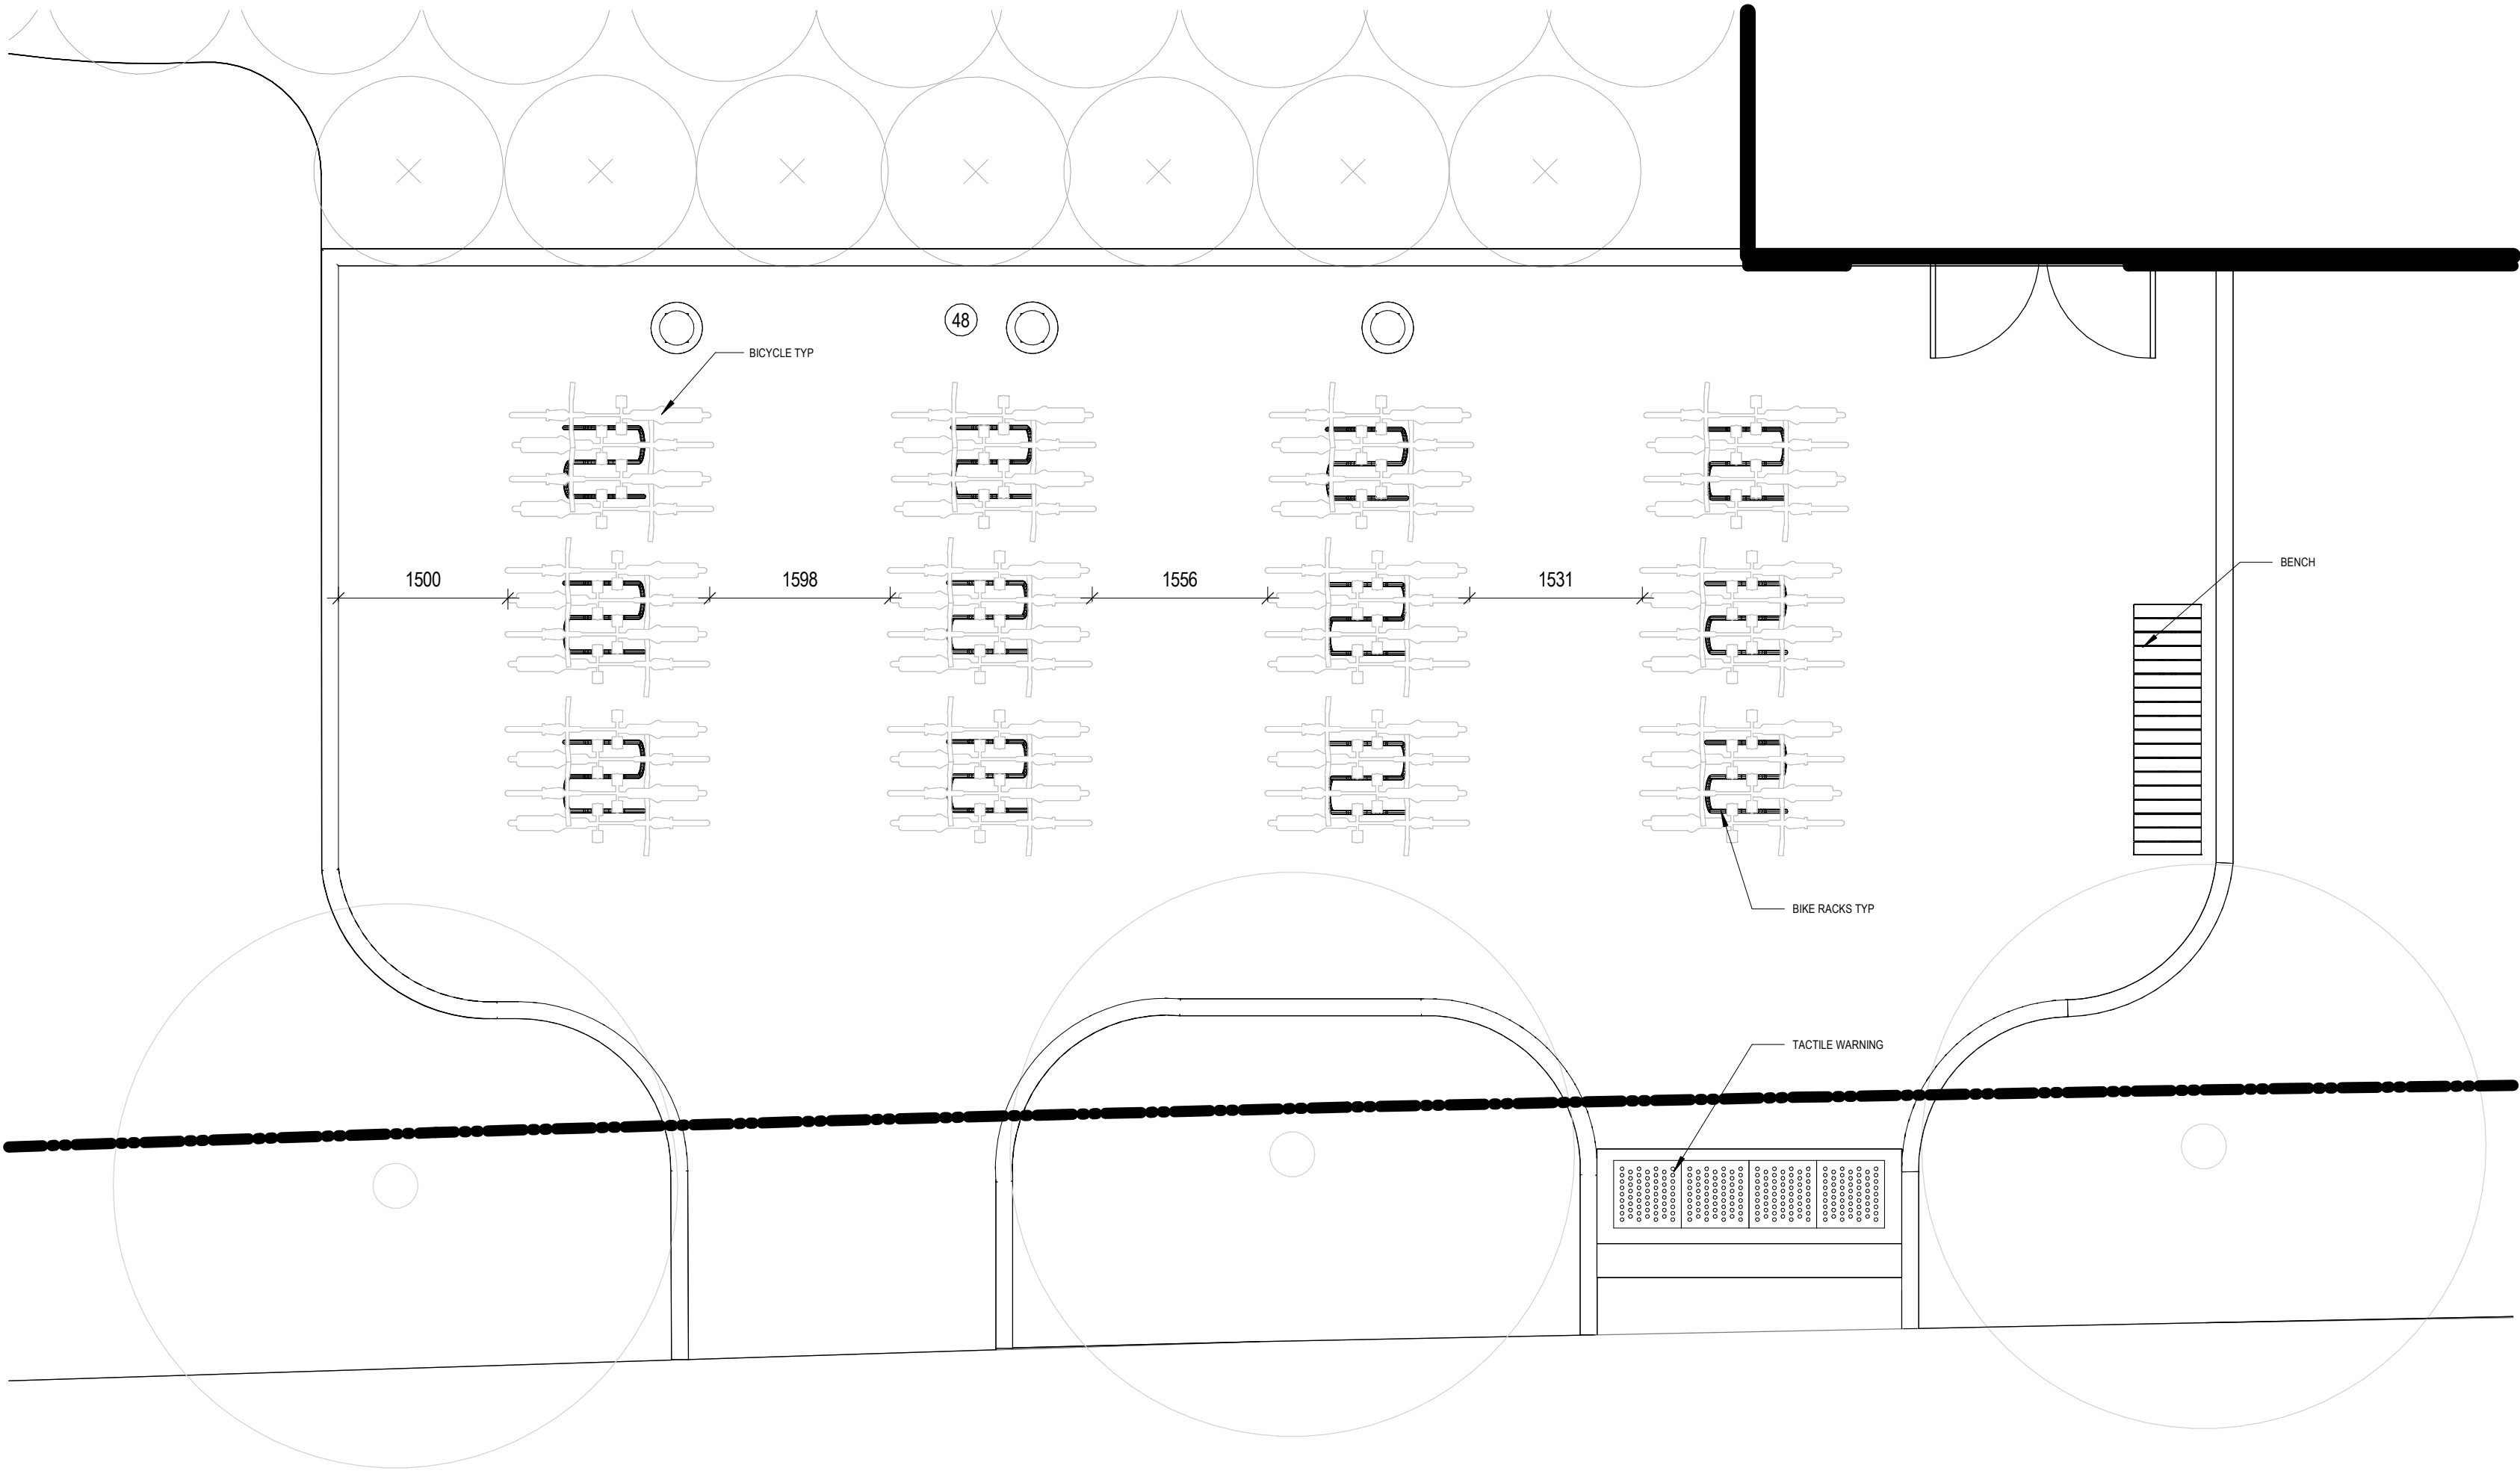 48
BICYCLE TYP
BENCH
1500
1598
1556
1531
BIKE RACKS TYP
TACTILE WARNING